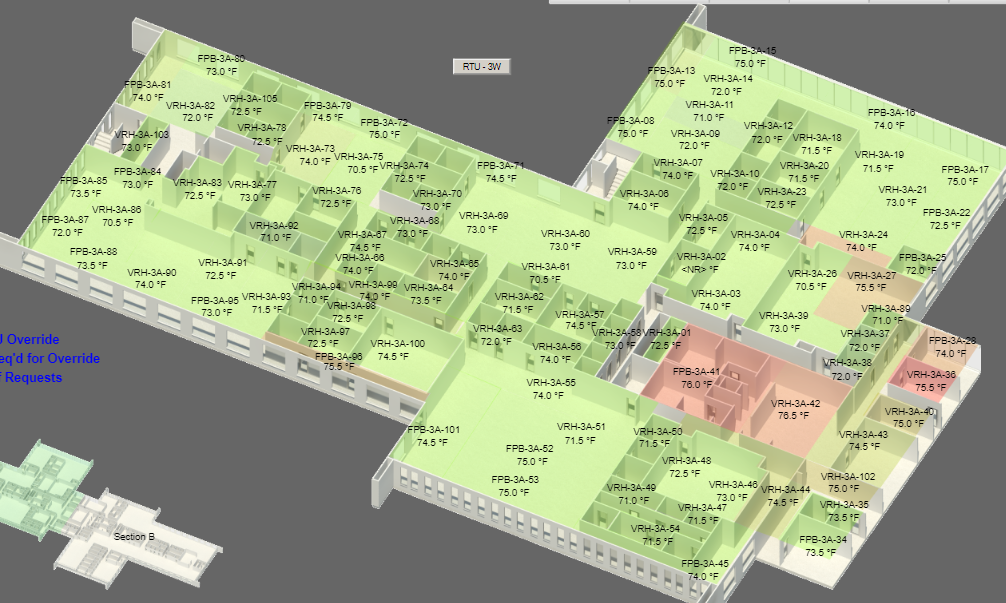 RTU - 3W
FPB-3A-80
73.0 °F
FPB-3A-81
74.0 °F
VRH-3A-82
72.0 °F
VRH-3A-105
72.5 °F
FPB-3A-79
74.5 °F
VRH-3A-78
72.5 °F
FPB-3A-72
75.0 °F
VRH-3A-103
73.0 °F
VRH-3A-73
74.0 °F
VRH-3A-75
70.5 °F
VRH-3A-74
72.5 °F
FPB-3A-71
74.5 °F
FPB-3A-84
73.0 °F
FPB-3A-85
73.5 °F
VRH-3A-83
72.5 °F
VRH-3A-77
73.0 °F
VRH-3A-76
72.5 °F
VRH-3A-70
73.0 °F
VRH-3A-86
70.5 °F
FPB-3A-87
72.0 °F
VRH-3A-92
71.0 °F
VRH-3A-68
73.0 °F
VRH-3A-69
73.0 °F
VRH-3A-67
74.5 °F
FPB-3A-88
73.5 °F
VRH-3A-66
74.0 °F
VRH-3A-65
74.0 °F
VRH-3A-91
72.5 °F
VRH-3A-90
74.0 °F
VRH-3A-94
71.0 °F
VRH-3A-99
74.0 °F
VRH-3A-64
73.5 °F
FPB-3A-95
73.0 °F
VRH-3A-93
71.5 °F
VRH-3A-98
72.5 °F
VRH-3A-97
72.5 °F
FPB-3A-96
75.5 °F
VRH-3A-100
74.5 °F
FPB-3A-15
75.0 °F
FPB-3A-13
75.0 °F
VRH-3A-14
72.0 °F
VRH-3A-11
71.0 °F
FPB-3A-16
74.0 °F
FPB-3A-08
75.0 °F
VRH-3A-09
72.0 °F
VRH-3A-12
72.0 °F
VRH-3A-18
71.5 °F
VRH-3A-19
71.5 °F
VRH-3A-07
74.0 °F
VRH-3A-10
72.0 °F
VRH-3A-20
71.5 °F
FPB-3A-17
75.0 °F
VRH-3A-06
74.0 °F
VRH-3A-23
72.5 °F
VRH-3A-21
73.0 °F
FPB-3A-22
72.5 °F
VRH-3A-05
72.5 °F
VRH-3A-60
73.0 °F
VRH-3A-04
74.0 °F
VRH-3A-24
74.0 °F
VRH-3A-59
73.0 °F
VRH-3A-02
<NR> °F
FPB-3A-25
72.0 °F
VRH-3A-61
70.5 °F
VRH-3A-26
70.5 °F
VRH-3A-27
75.5 °F
VRH-3A-62
71.5 °F
VRH-3A-03
74.0 °F
VRH-3A-89
71.0 °F
VRH-3A-57
74.5 °F
VRH-3A-39
73.0 °F
VRH-3A-63
72.0 °F
VRH-3A-58
73.0 °F
VRH-3A-01
72.5 °F
VRH-3A-37
72.0 °F
FPB-3A-28
74.0 °F
VRH-3A-56
74.0 °F
VRH-3A-38
72.0 °F
FPB-3A-41
76.0 °F
VRH-3A-36
75.5 °F
VRH-3A-55
74.0 °F
VRH-3A-42
76.5 °F
VRH-3A-40
75.0 °F
FPB-3A-101
74.5 °F
VRH-3A-51
71.5 °F
VRH-3A-50
71.5 °F
VRH-3A-43
74.5 °F
FPB-3A-52
75.0 °F
VRH-3A-48
72.5 °F
FPB-3A-53
75.0 °F
VRH-3A-49
71.0 °F
VRH-3A-46
73.0 °F
VRH-3A-44
74.5 °F
VRH-3A-102
75.0 °F
VRH-3A-47
71.5 °F
VRH-3A-35
73.5 °F
VRH-3A-54
71.5 °F
FPB-3A-34
73.5 °F
FPB-3A-45
74.0 °F
Override
eq'd for Override
Requests
Section B